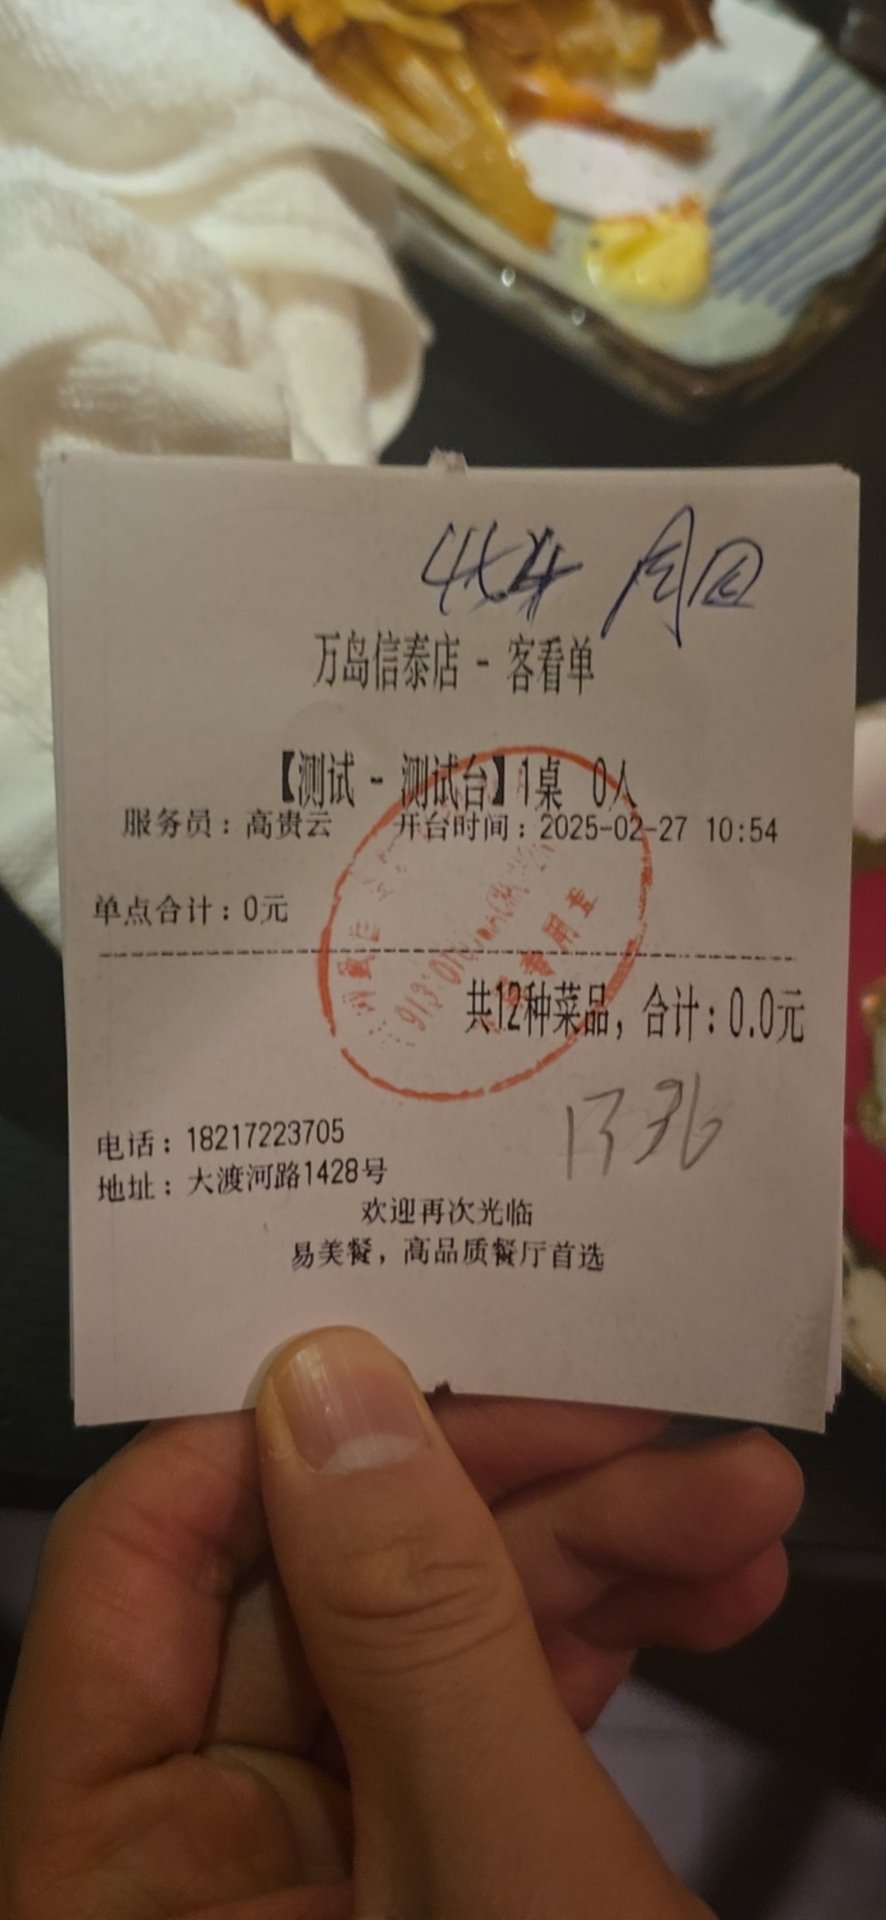 万岛信泰店 - 客看单
【测试 - 测试台】1桌 0人
服务员：高贵云 开台时间：2025-02-27 10:54
单点合计：0元
共12种菜品，合计：0.0元
1736
电话：18217223705
地址：大渡河路1428号
欢迎再次光临
易美餐，高品质餐厅首选